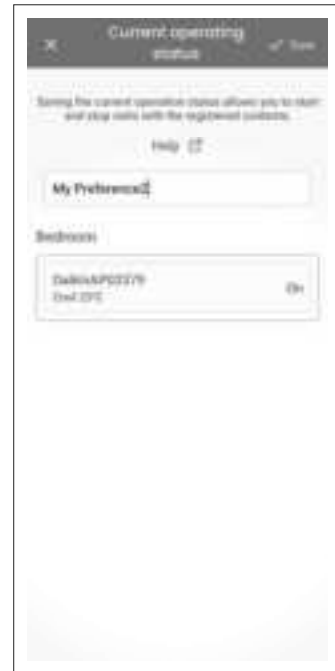 Current operating
status
Save
Saving the current operation status allows you to start
and stop units with the registered contents.
Help
My Preference2
Bedroom
DaikinAP02379
On